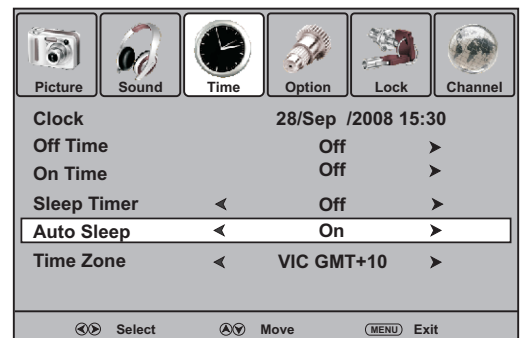 Picture Sound Time Option Lock Channel
Clock 28/Sep /2008 15:30
Off Time Off
On Time Off
Sleep Timer Off
Auto Sleep On
Time Zone VIC GMT+10
Select Move MENU Exit